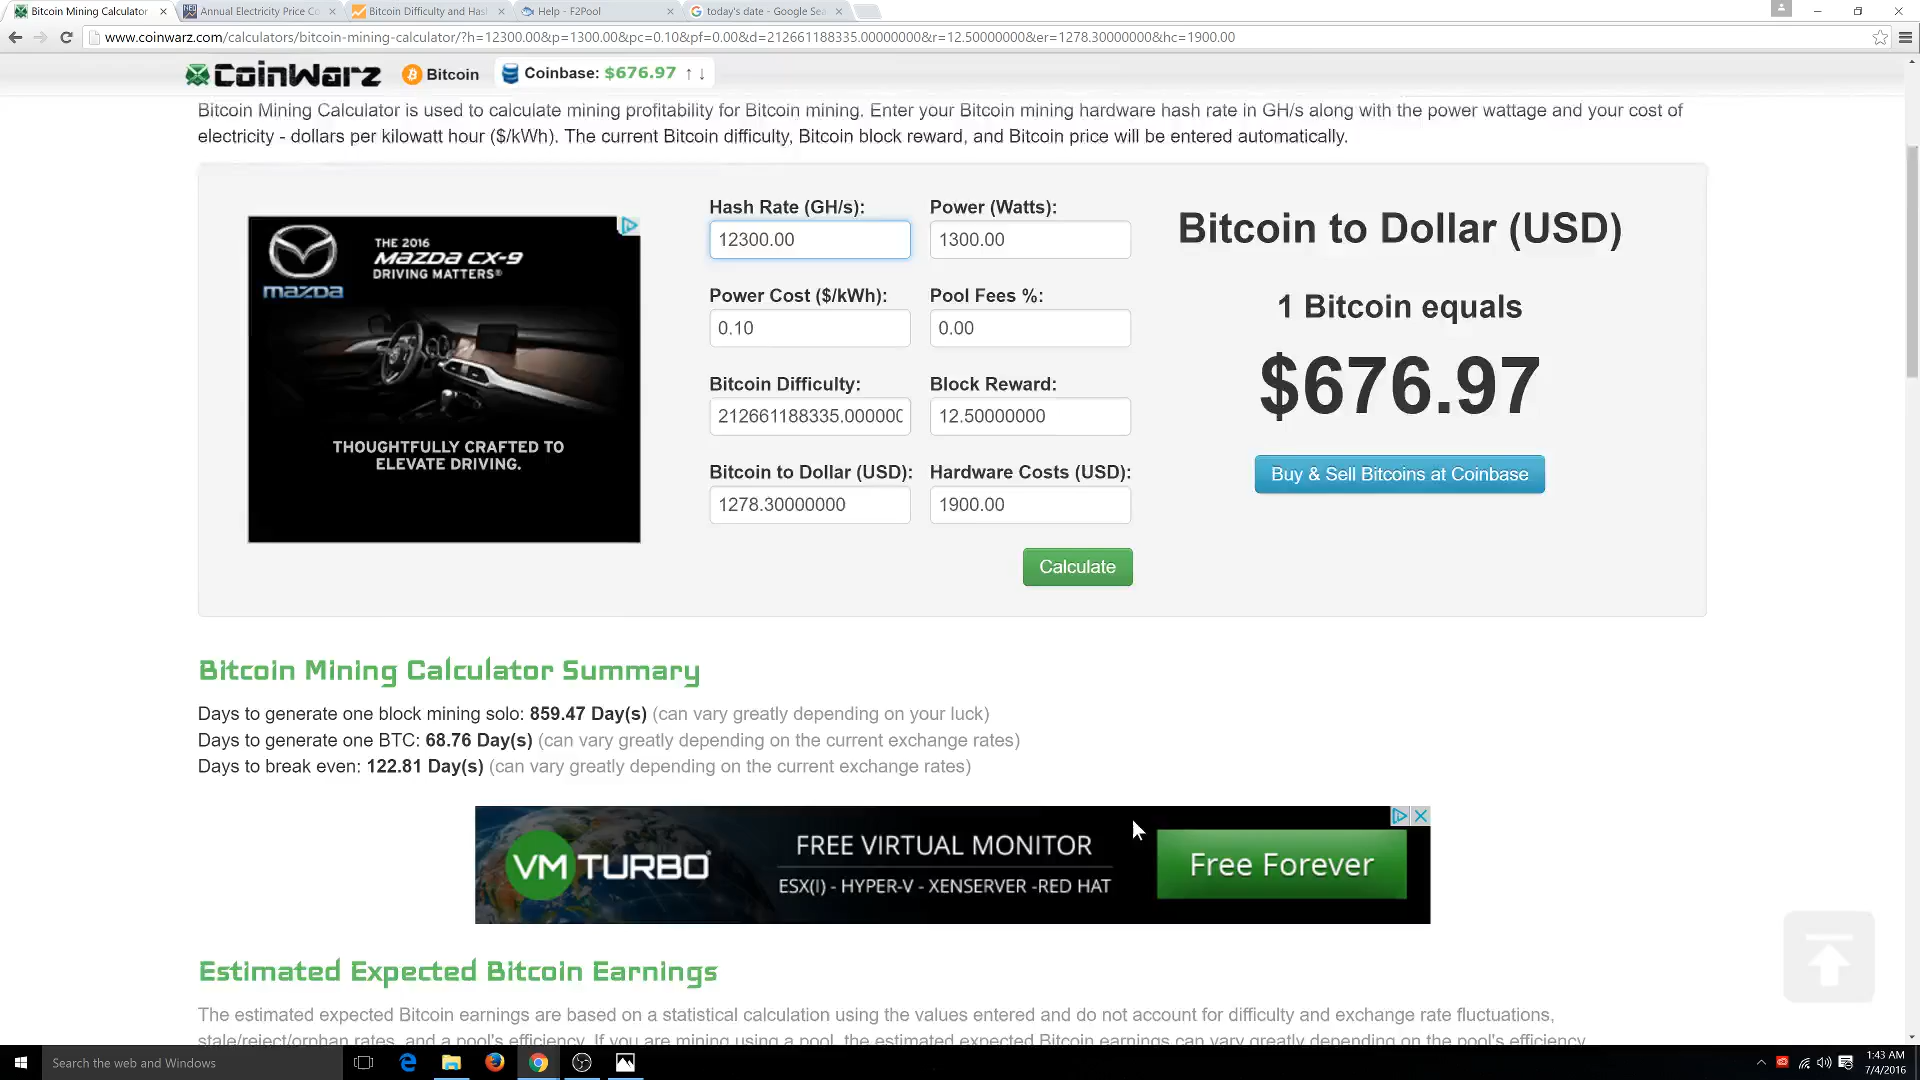 Bitcoin Mining Calculator
Annual Electricity Price Co
Bitcoin Difficulty and Hash
Help - F2Pool
today's date - Google Sea
www.coinwarz.com/calculators/bitcoin-mining-calculator/?h=12300.00&p=1300.00&pc=0.10&pf=0.00&d=212661188335.00000000&r=12.50000000&er=1278.30000000&hc=1900.00
CoinWarz
Bitcoin
Coinbase: $676.97 ↑ ↓
Bitcoin Mining Calculator is used to calculate mining profitability for Bitcoin mining. Enter your Bitcoin mining hardware hash rate in GH/s along with the power wattage and your cost of
electricity - dollars per kilowatt hour ($/kWh). The current Bitcoin difficulty, Bitcoin block reward, and Bitcoin price will be entered automatically.
THE 2016
MAZDA CX-9
DRIVING MATTERS®
mazda
THOUGHTFULLY CRAFTED TO
ELEVATE DRIVING.
Hash Rate (GH/s): Power (Watts):
12300.00 1300.00
Power Cost ($/kWh): Pool Fees %:
0.10 0.00
Bitcoin Difficulty: Block Reward:
212661188335.000000 12.50000000
Bitcoin to Dollar (USD): Hardware Costs (USD):
1278.30000000 1900.00
Calculate
Bitcoin to Dollar (USD)
1 Bitcoin equals
$676.97
Buy & Sell Bitcoins at Coinbase
Bitcoin Mining Calculator Summary
Days to generate one block mining solo: 859.47 Day(s) (can vary greatly depending on your luck)
Days to generate one BTC: 68.76 Day(s) (can vary greatly depending on the current exchange rates)
Days to break even: 122.81 Day(s) (can vary greatly depending on the current exchange rates)
VMTURBO
FREE VIRTUAL MONITOR
ESX(I) - HYPER-V - XENSERVER -RED HAT
Free Forever
Estimated Expected Bitcoin Earnings
The estimated expected Bitcoin earnings are based on a statistical calculation using the values entered and do not account for difficulty and exchange rate fluctuations,
stale/reject/orphan rates, and a pool's efficiency. If you are mining using a pool, the estimated expected Bitcoin earnings can vary greatly depending on the pool's efficiency
Search the web and Windows
1:43 AM
7/4/2016